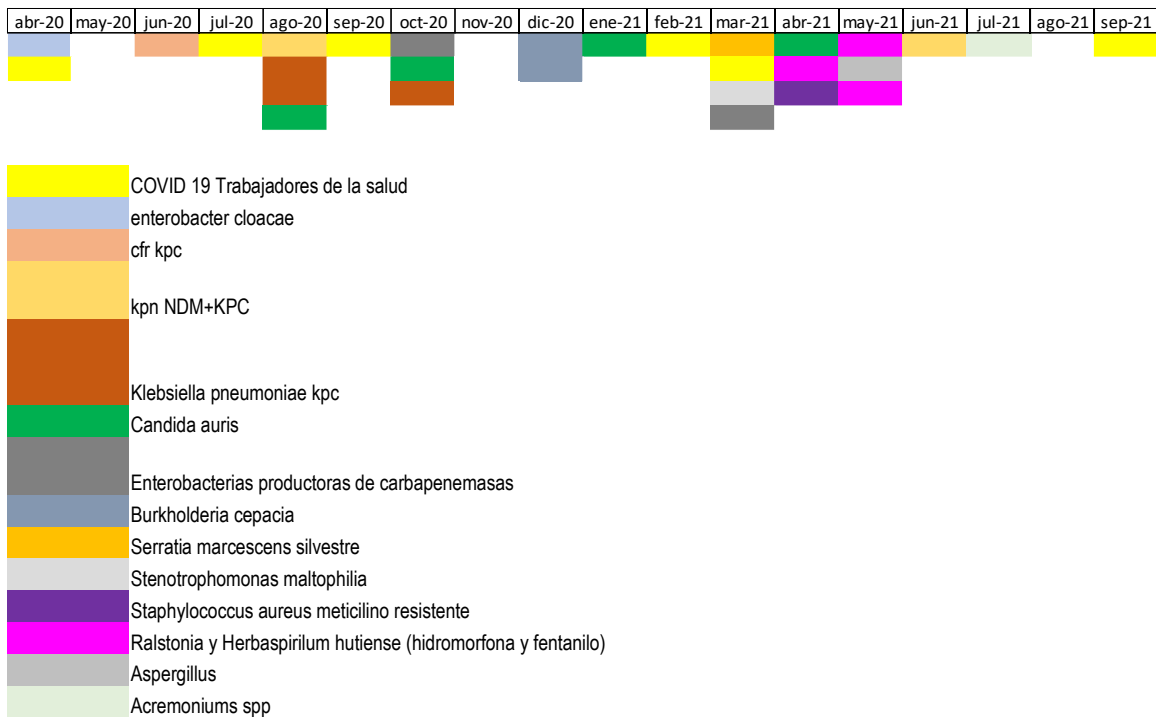 abr-20 may-20 jun-20 jul-20 ago-20 sep-20 oct-20 nov-20 dic-20 ene-21 feb-21 mar-21 abr-21 may-21 jun-21 jul-21 ago-21 sep-21
COVID 19 Trabajadores de la salud
enterobacter cloacae
cfr kpc
kpn NDM+KPC
Klebsiella pneumoniae kpc
Candida auris
Enterobacterias productoras de carbapenemasas
Burkholderia cepacia
Serratia marcescens silvestre
Stenotrophomonas maltophilia
Staphylococcus aureus meticilino resistente
Ralstonia y Herbaspirilum hutiense (hidromorfona y fentanilo)
Aspergillus
Acremoniums spp